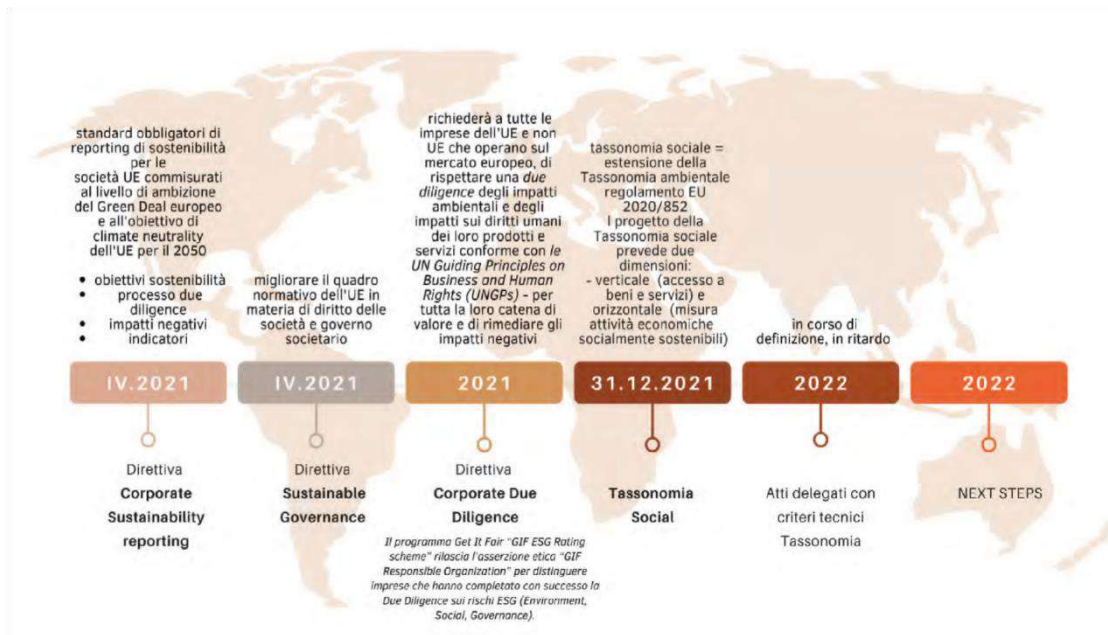 standard obbligatori di
reporting di sostenibilità
per le
società UE commisurati
al livello di ambizione
del Green Deal europeo
e all'obiettivo di
climate neutrality
dell'UE per il 2050
• obiettivi sostenibilità
• processo due
diligence
• impatti negativi
• indicatori
IV.2021
Direttiva
Corporate
Sustainability
reporting
migliorare il quadro
normativo dell'UE in
materia di diritto delle
società e governo
societario
IV.2021
Direttiva
Sustainable
Governance
richiederà a tutte le
imprese dell'UE e non
UE che operano sul
mercato europeo, di
rispettare una due
diligence degli impatti
ambientali e degli
impatti sui diritti umani
dei loro prodotti e
servizi conforme con le
UN Guiding Principles on
Business and Human
Rights (UNGPs) - per
tutta la loro catena di
valore e di rimediare gli
impatti negativi
2021
Direttiva
Corporate Due
Diligence
Il programma Get It Fair "GIF ESG Rating
scheme" rilascia l'asserzione etica "GIF
Responsible Organization" per distinguere
imprese che hanno completato con successo la
Due Diligence sui rischi ESG (Environment,
Social, Governance).
tassonomia sociale =
estensione della
Tassonomia ambientale
regolamento EU
2020/852
I progetto della
Tassonomia sociale
prevede due
dimensioni:
- verticale (accesso a
beni e servizi) e
orizzontale (misura
attività economiche
socialmente sostenibili)
31.12.2021
Tassonomia
Social
in corso di
definizione, in ritardo
2022
Atti delegati con
criteri tecnici
Tassonomia
2022
NEXT STEPS